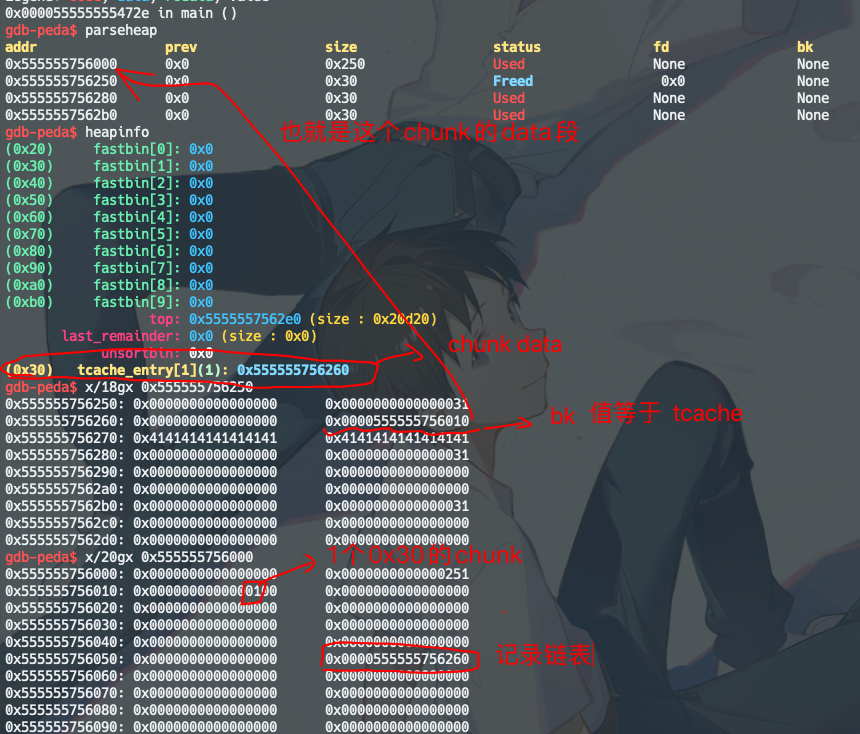 0x000055555555472e in main ()
gdb-peda$ parseheap
addr prev size status fd bk
0x555555756000 0x0 0x250 Used None None
0x555555756250 0x0 0x30 Freed 0x0 None
0x555555756280 0x0 0x30 Used None None
0x5555557562b0 0x0 0x30 Used None None
gdb-peda$ heapinfo
也就是这个chunk的data段
(0x20) fastbin[0]: 0x0
(0x30) fastbin[1]: 0x0
(0x40) fastbin[2]: 0x0
(0x50) fastbin[3]: 0x0
(0x60) fastbin[4]: 0x0
(0x70) fastbin[5]: 0x0
(0x80) fastbin[6]: 0x0
(0x90) fastbin[7]: 0x0
(0xa0) fastbin[8]: 0x0
(0xb0) fastbin[9]: 0x0
top: 0x5555557562e0 (size : 0x20d20)
last_remainder: 0x0 (size : 0x0)
unsortbin: 0x0
chunk data
(0x30) tcache_entry[1](1): 0x555555756260
gdb-peda$ x/18gx 0x555555756250
0x555555756250: 0x0000000000000000 0x0000000000000031
0x555555756260: 0x0000000000000000 0x0000555555756010
bk 值等于 tcache
0x555555756270: 0x4141414141414141 0x4141414141414141
0x555555756280: 0x0000000000000000 0x0000000000000031
0x555555756290: 0x0000000000000000 0x0000000000000000
0x5555557562a0: 0x0000000000000000 0x0000000000000000
0x5555557562b0: 0x0000000000000000 0x0000000000000031
0x5555557562c0: 0x0000000000000000 0x0000000000000000
0x5555557562d0: 0x0000000000000000 0x0000000000000000
gdb-peda$ x/20gx 0x555555756000
1个0x30的chunk
0x555555756000: 0x0000000000000000 0x0000000000000251
0x555555756010: 0x0000000000000100 0x0000000000000000
0x555555756020: 0x0000000000000000 0x0000000000000000
0x555555756030: 0x0000000000000000 0x0000000000000000
0x555555756040: 0x0000000000000000 0x0000000000000000
0x555555756050: 0x0000000000000000 0x0000555555756260
记录链表
0x555555756060: 0x0000000000000000 0x0000000000000000
0x555555756070: 0x0000000000000000 0x0000000000000000
0x555555756080: 0x0000000000000000 0x0000000000000000
0x555555756090: 0x0000000000000000 0x0000000000000000